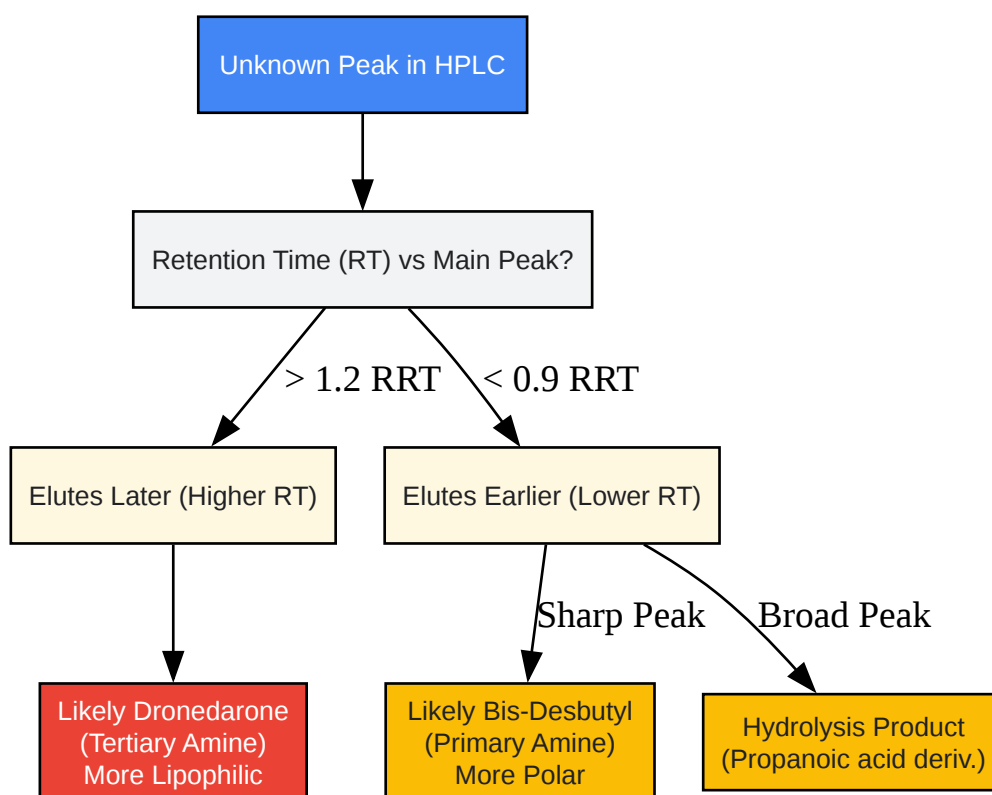 Unknown Peak in HPLC
Retention Time (RT) vs Main Peak?
> 1.2 RRT
< 0.9 RRT
Elutes Later (Higher RT)
Elutes Earlier (Lower RT)
Sharp Peak
Broad Peak
Likely Dronedarone
(Tertiary Amine)
More Lipophilic
Likely Bis-Desbutyl
(Primary Amine)
More Polar
Hydrolysis Product
(Propanoic acid deriv.)